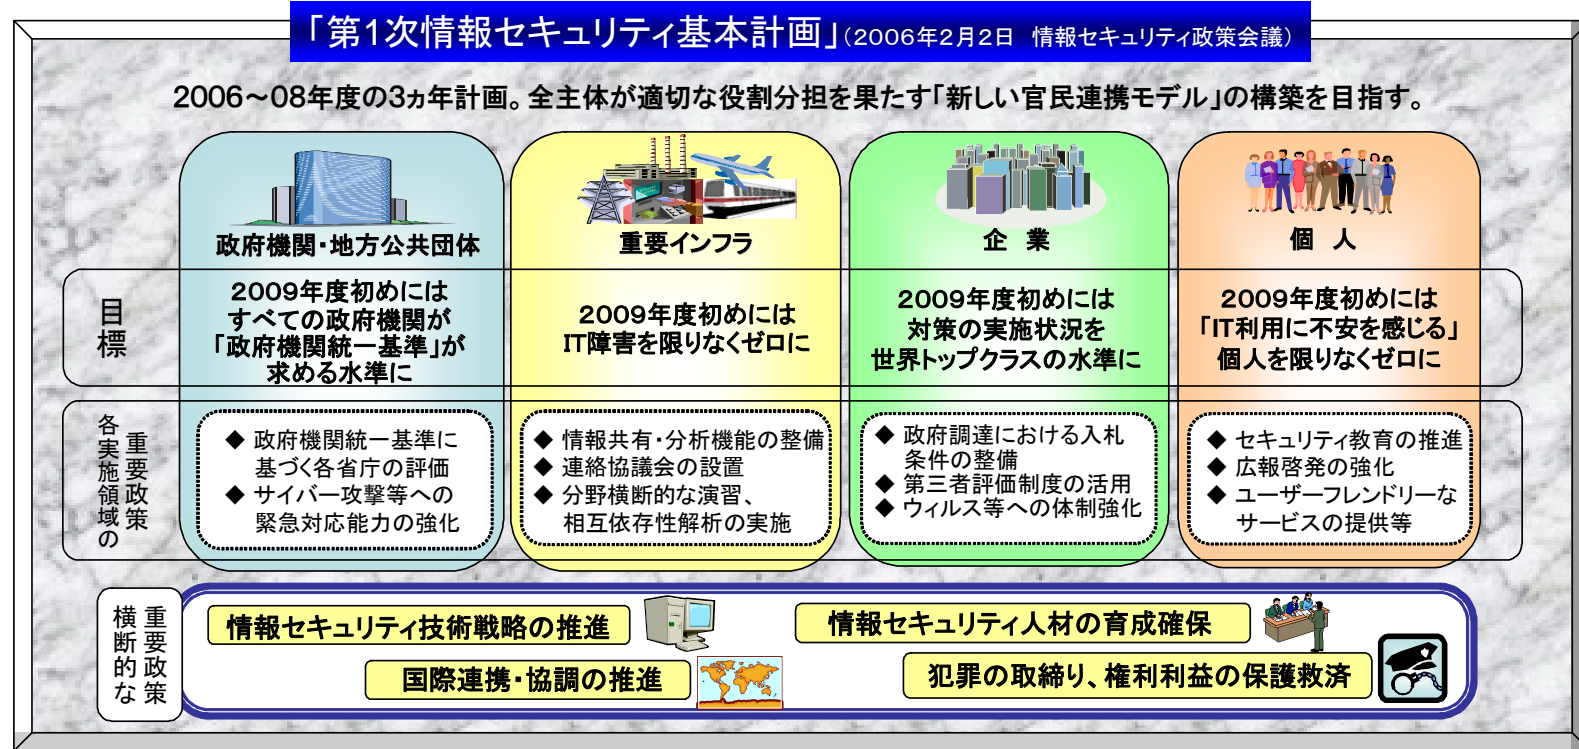 「第1次情報セキュリティ基本計画」(2006年2月2日　情報セキュリティ政策会議)
2006～08年度の3ヵ年計画。全主体が適切な役割分担を果たす「新しい官民連携モデル」の構築を目指す。
政府機関・地方公共団体
重要インフラ
企　業
個　人
目標
2009年度初めには
すべての政府機関が
「政府機関統一基準」が
求める水準に
2009年度初めには
IT障害を限りなくゼロに
2009年度初めには
対策の実施状況を
世界トップクラスの水準に
2009年度初めには
「IT利用に不安を感じる」
個人を限りなくゼロに
各実施領域の
重要政策
◆ 政府機関統一基準に
基づく各省庁の評価
◆ サイバー攻撃等への
緊急対応能力の強化
◆ 情報共有・分析機能の整備
◆ 連絡協議会の設置
◆ 分野横断的な演習、
相互依存性解析の実施
◆ 政府調達における入札
条件の整備
◆ 第三者評価制度の活用
◆ ウィルス等への体制強化
◆ セキュリティ教育の推進
◆ 広報啓発の強化
◆ ユーザーフレンドリーな
サービスの提供等
横断的な
重要政策
情報セキュリティ技術戦略の推進
情報セキュリティ人材の育成確保
国際連携・協調の推進
犯罪の取締り、権利利益の保護救済